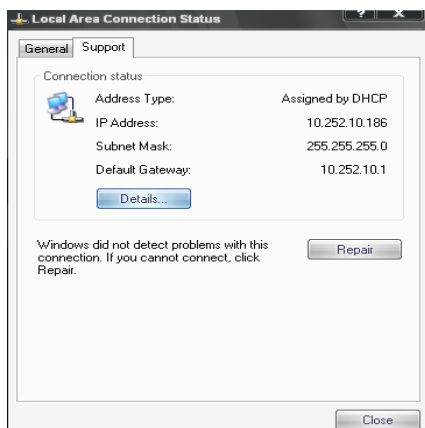 Local Area Connection Status
General Support
Connection status
Address Type: Assigned by DHCP
IP Address: 10.252.10.186
Subnet Mask: 255.255.255.0
Default Gateway: 10.252.10.1
Details...
Windows did not detect problems with this
connection. If you cannot connect, click
Repair.
Repair
Close